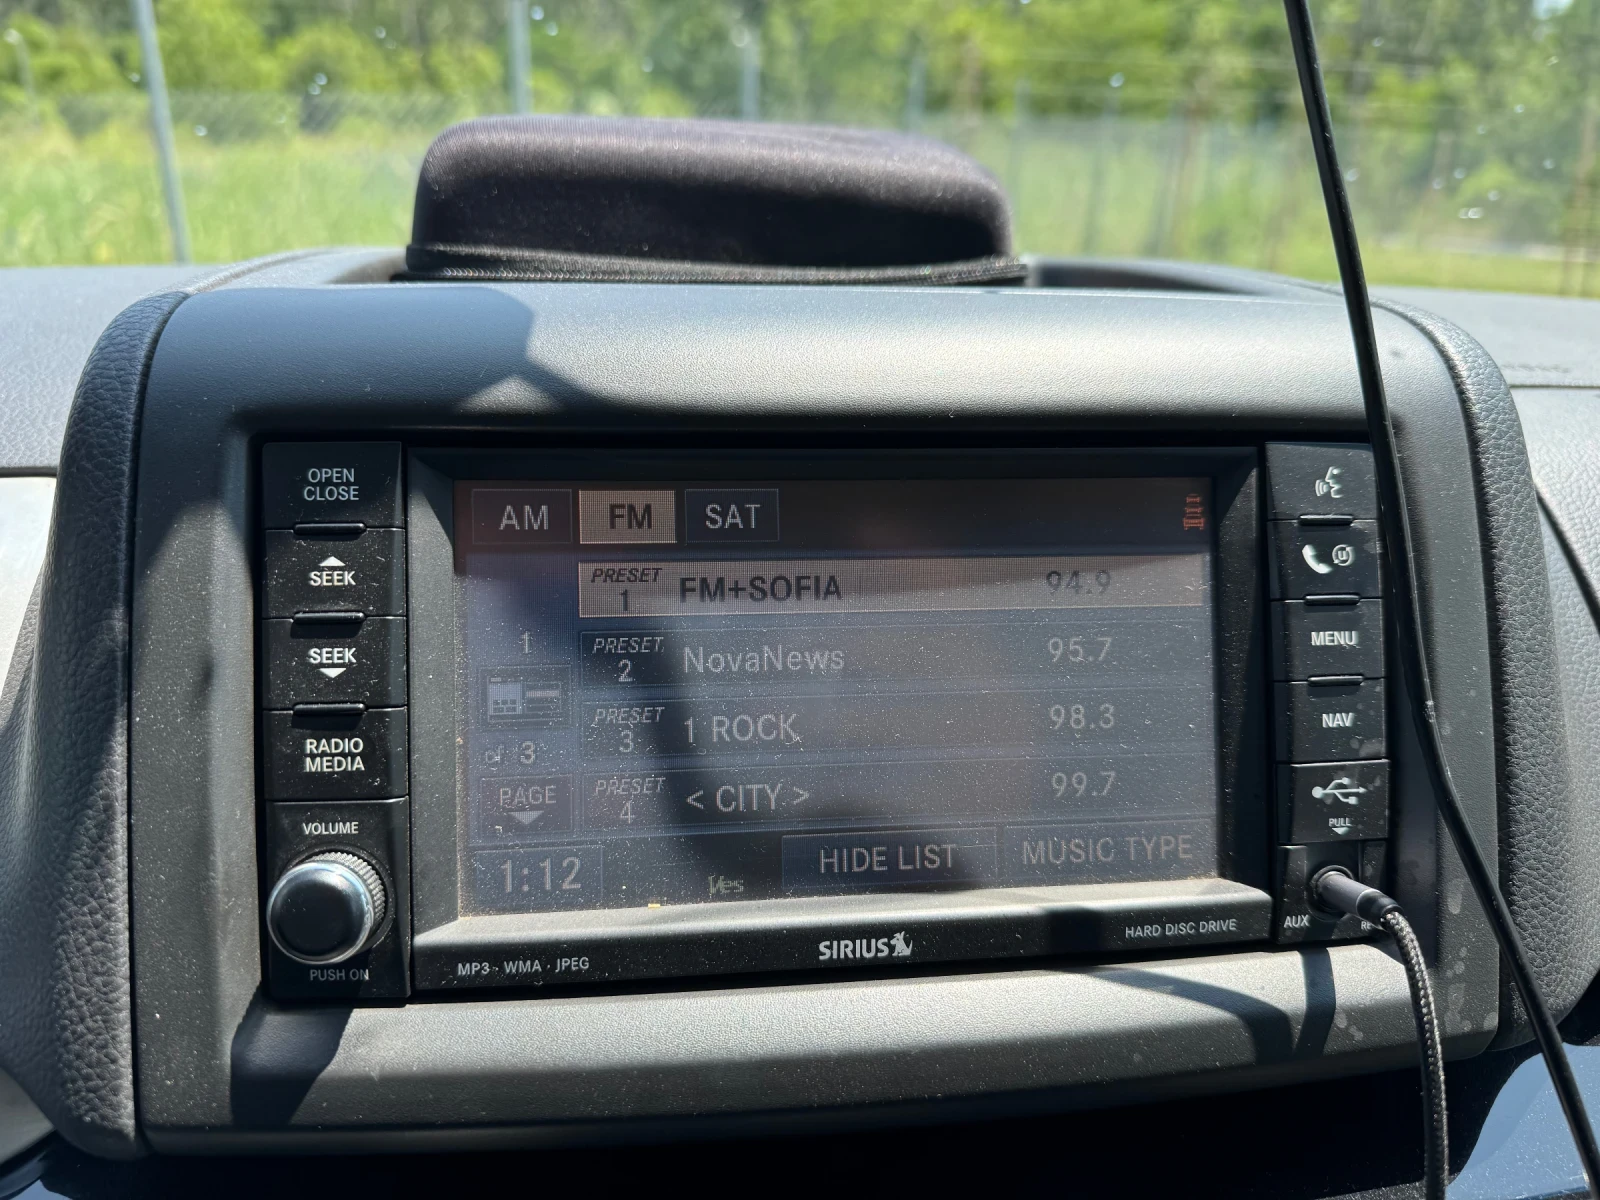 OPEN
CLOSE
SEEK
SEEK
RADIO
MEDIA
VOLUME
PUSH ON
AM FM SAT
PRESET
1 FM+SOFIA 94.9
1
of 3
PAGE
PRESET
2 NovaNews 95.7
PRESET
3 1 ROCK 98.3
PRESET
4 < CITY > 99.7
1:12
HIDE LIST MUSIC TYPE
MP3 · WMA · JPEG
SIRIUS
HARD DISC DRIVE
MENU
NAV
PULL
AUX